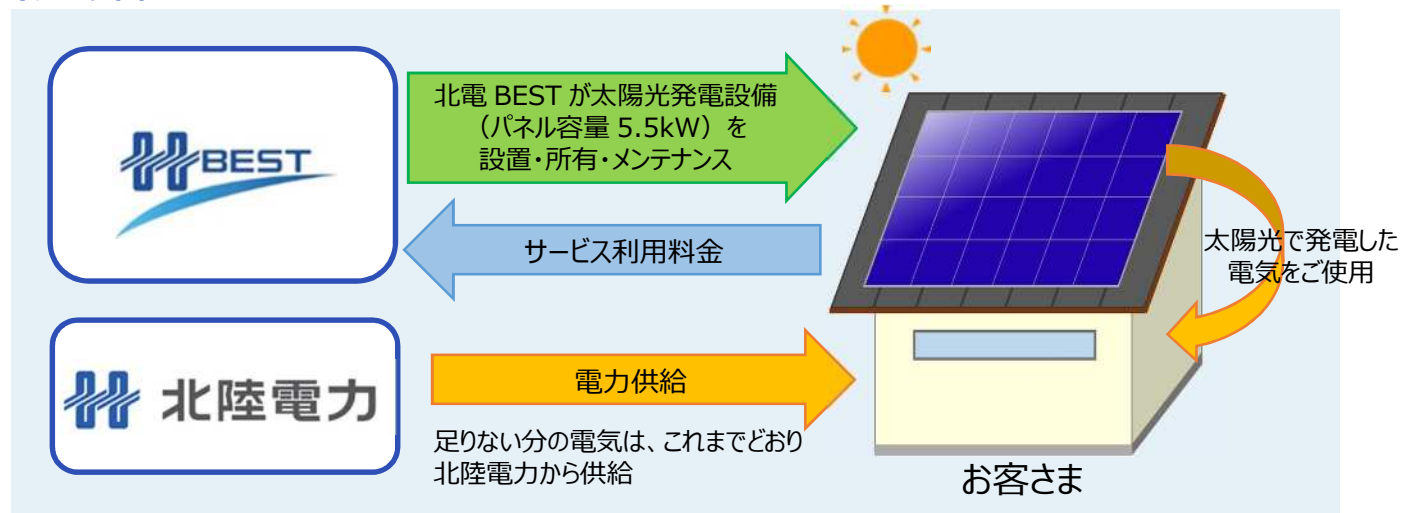 BEST
北電 BEST が太陽光発電設備
（パネル容量 5.5kW）を
設置・所有・メンテナンス
サービス利用料金
太陽光で発電した
電気をご使用
北陸電力
電力供給
足りない分の電気は、これまでどおり
北陸電力から供給
お客さま